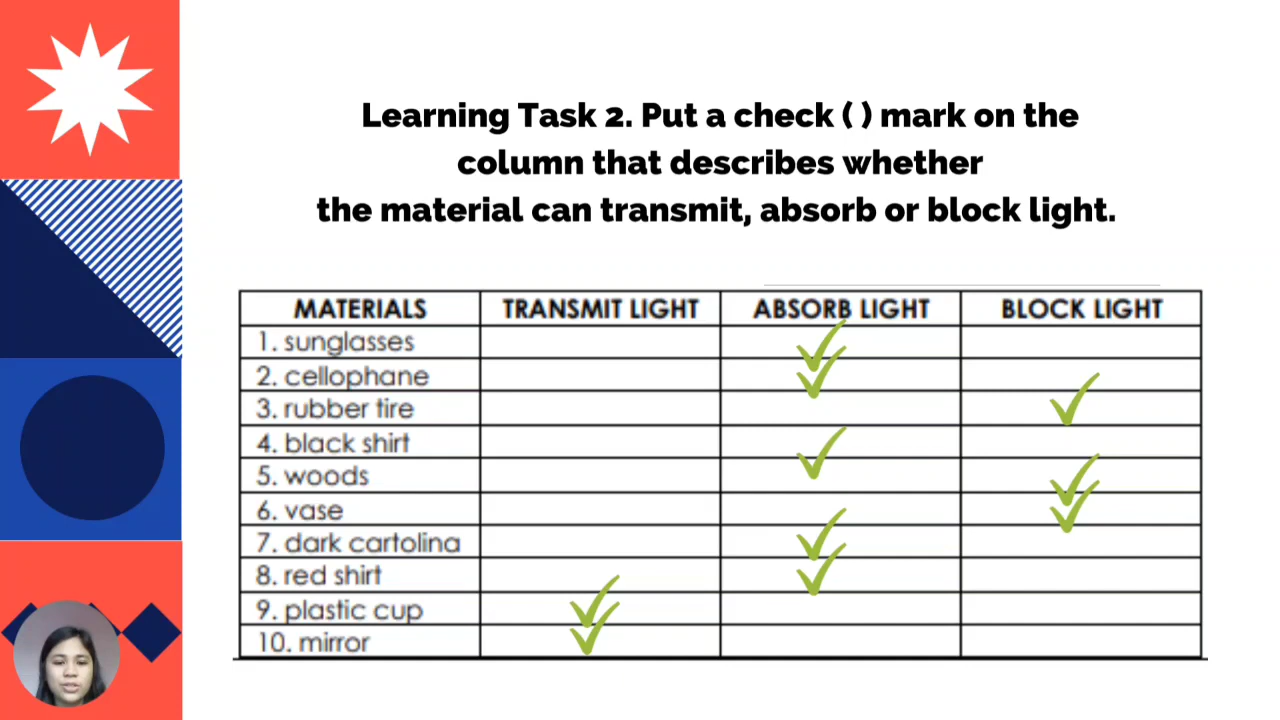 Learning Task 2. Put a check ( ) mark on the
column that describes whether
the material can transmit, absorb or block light.
MATERIALS TRANSMIT LIGHT ABSORB LIGHT BLOCK LIGHT
1. sunglasses ✓
2. cellophane ✓
3. rubber tire ✓
4. black shirt ✓
5. woods ✓
6. vase ✓
7. dark cartolina ✓
8. red shirt ✓
9. plastic cup ✓
10. mirror ✓